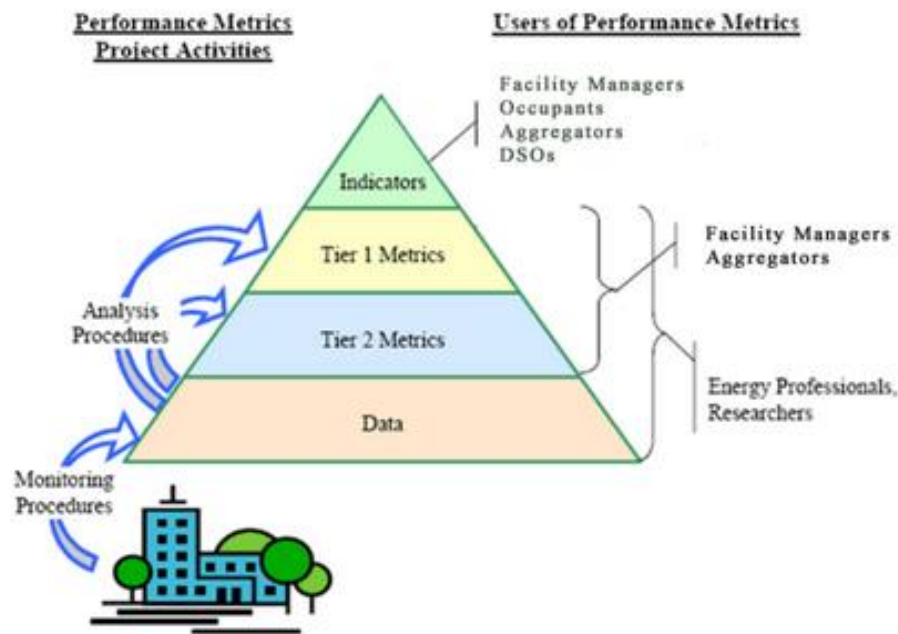 Performance Metrics
Project Activities
Users of Performance Metrics
Facility Managers
Occupants
Aggregators
DSOs
Indicators
Tier 1 Metrics
Facility Managers
Aggregators
Analysis
Procedures
Tier 2 Metrics
Energy Professionals,
Researchers
Data
Monitoring
Procedures